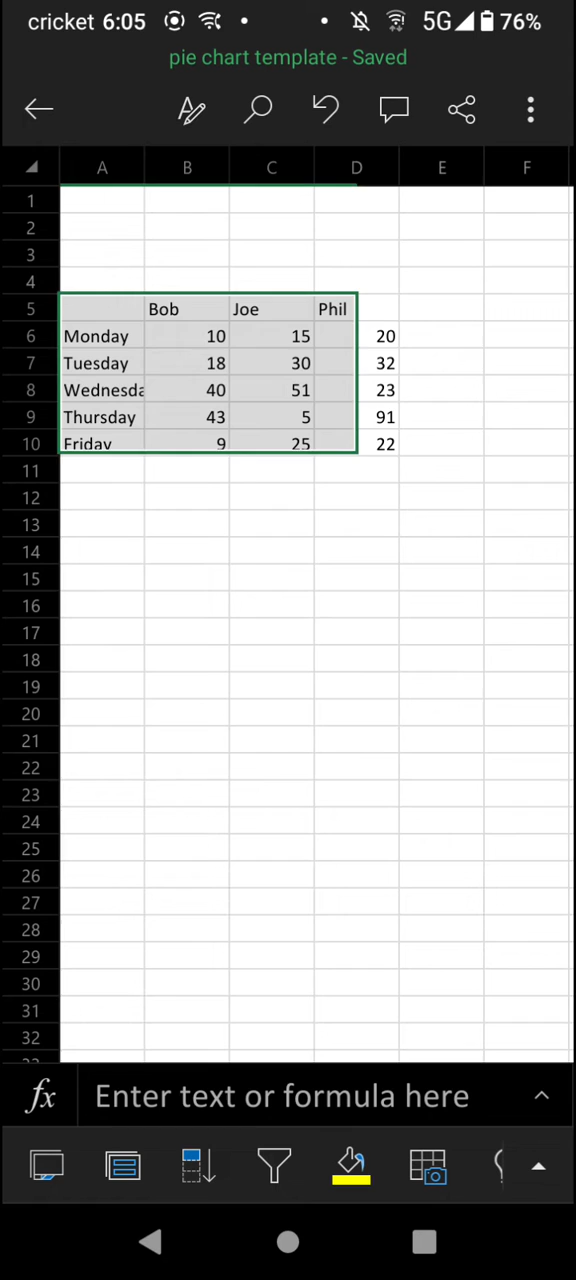 cricket 6:05 5G 76%
pie chart template - Saved
A B C D E F
1
2
3
4
5 Bob Joe Phil
6 Monday 10 15 20
7 Tuesday 18 30 32
8 Wednesda 40 51 23
9 Thursday 43 5 91
10 Friday 9 25 22
11
12
13
14
15
16
17
18
19
20
21
22
23
24
25
26
27
28
29
30
31
32
33
fx Enter text or formula here